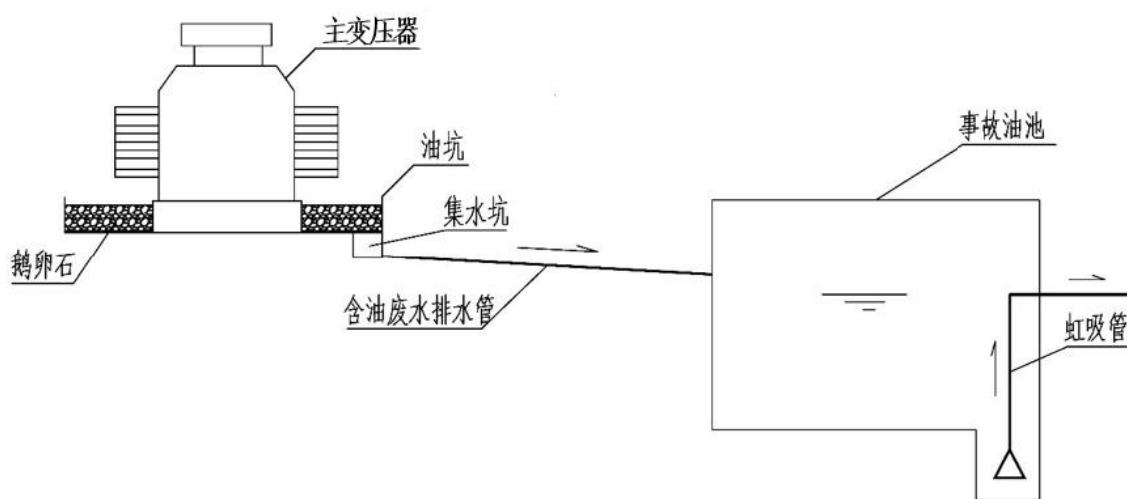 主变压器
事故油池
油坑
集水坑
鹅卵石
含油废水排水管
虹吸管